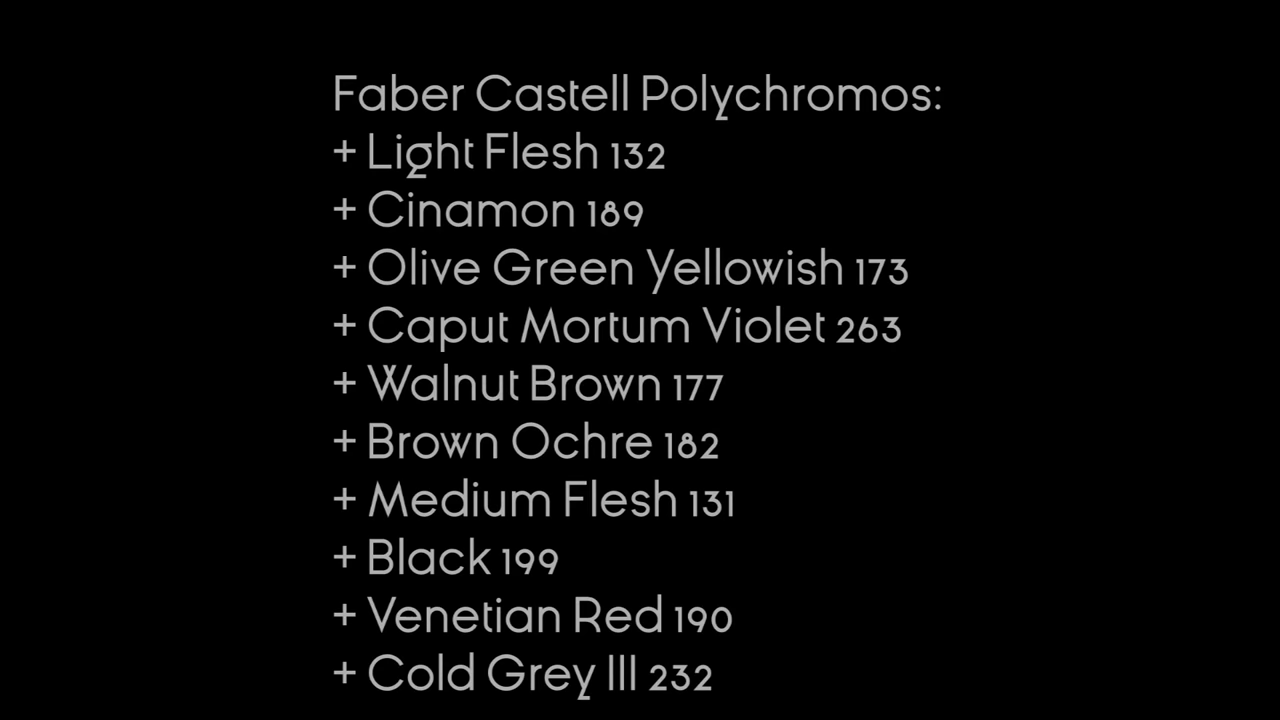 Faber Castell Polychromos:
+ Light Flesh 132
+ Cinamon 189
+ Olive Green Yellowish 173
+ Caput Mortum Violet 263
+ Walnut Brown 177
+ Brown Ochre 182
+ Medium Flesh 131
+ Black 199
+ Venetian Red 190
+ Cold Grey III 232